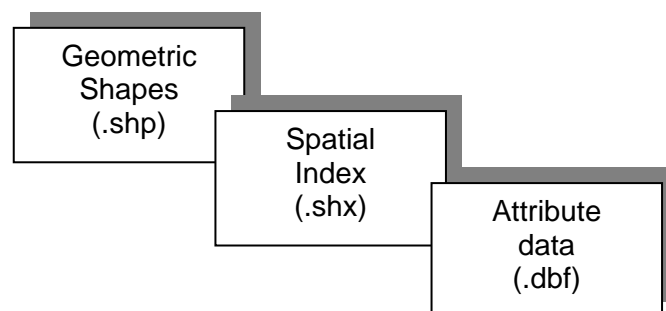 Geometric
Shapes
(.shp)
Spatial
Index
(.shx)
Attribute
data
(.dbf)